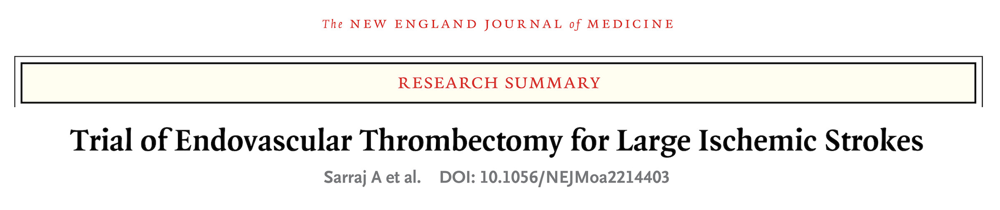 The NEW ENGLAND JOURNAL of MEDICINE
RESEARCH SUMMARY
Trial of Endovascular Thrombectomy for Large Ischemic Strokes
Sarraj A et al. DOI: 10.1056/NEJMoa2214403